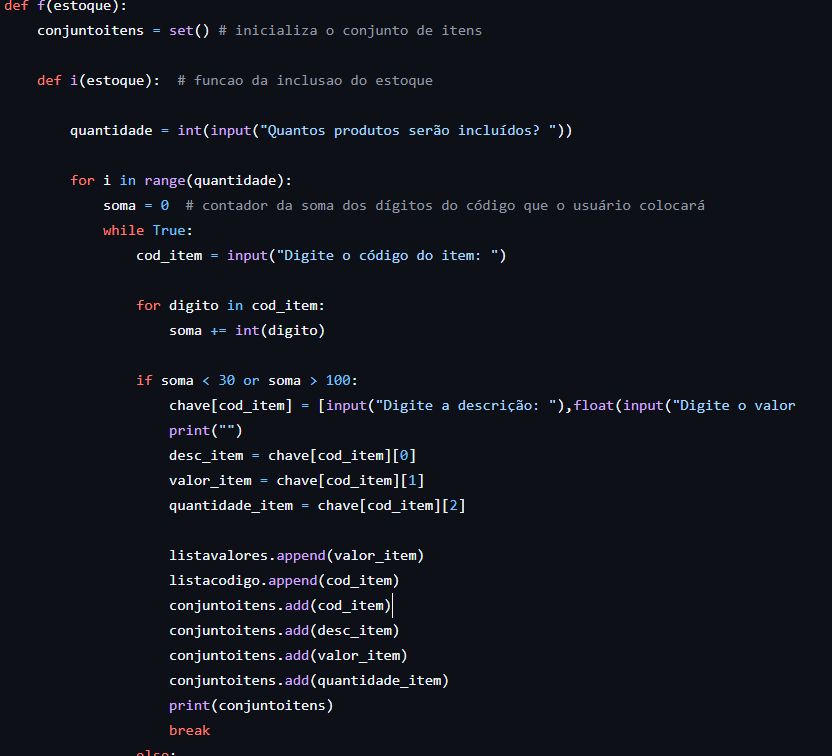 def f(estoque):
    conjuntoitens = set() # inicializa o conjunto de itens
    def i(estoque):  # funcao da inclusao do estoque
        quantidade = int(input("Quantos produtos serão incluídos? "))
        for i in range(quantidade):
            soma = 0  # contador da soma dos dígitos do código que o usuário colocará
            while True:
                cod_item = input("Digite o código do item: ")
                for digito in cod_item:
                    soma += int(digito)
                if soma < 30 or soma > 100:
                    chave[cod_item] = [input("Digite a descrição: "),float(input("Digite o valor
                    print("")
                    desc_item = chave[cod_item][0]
                    valor_item = chave[cod_item][1]
                    quantidade_item = chave[cod_item][2]
                    listavalores.append(valor_item)
                    listacodigo.append(cod_item)
                    conjuntoitens.add(cod_item)
                    conjuntoitens.add(desc_item)
                    conjuntoitens.add(valor_item)
                    conjuntoitens.add(quantidade_item)
                    print(conjuntoitens)
                    break
                else: